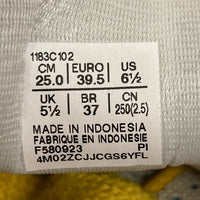 1183C102
CM EURO US
25.0 39.5 6½
UK BR CN
5½ 37 250(2.5)
MADE IN INDONESIA
FABRIQUE EN INDONESIE
F580923 PI
4M02ZCJJCGS6YFL